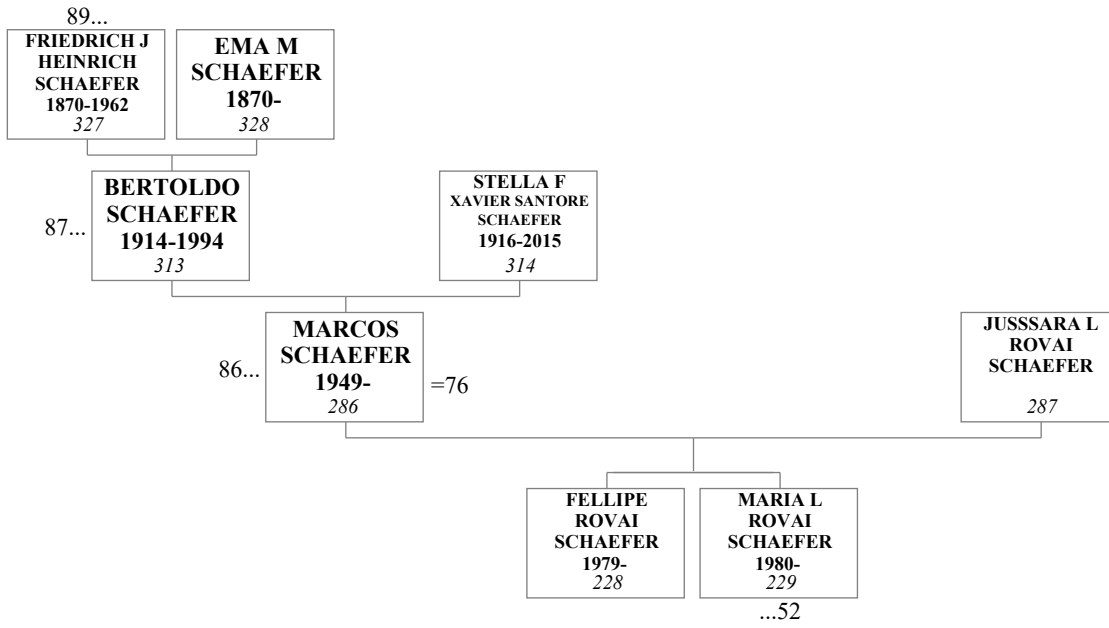 89...
FRIEDRICH J
HEINRICH
SCHAEFER
1870-1962
327
EMA M
SCHAEFER
1870-
328
87...
BERTOLDO
SCHAEFER
1914-1994
313
STELLA F
XAVIER SANTORE
SCHAEFER
1916-2015
314
86...
MARCOS
SCHAEFER
1949-
286
=76
JUSSSARA L
ROVAI
SCHAEFER
287
FELLIPE
ROVAI
SCHAEFER
1979-
228
MARIA L
ROVAI
SCHAEFER
1980-
229
...52